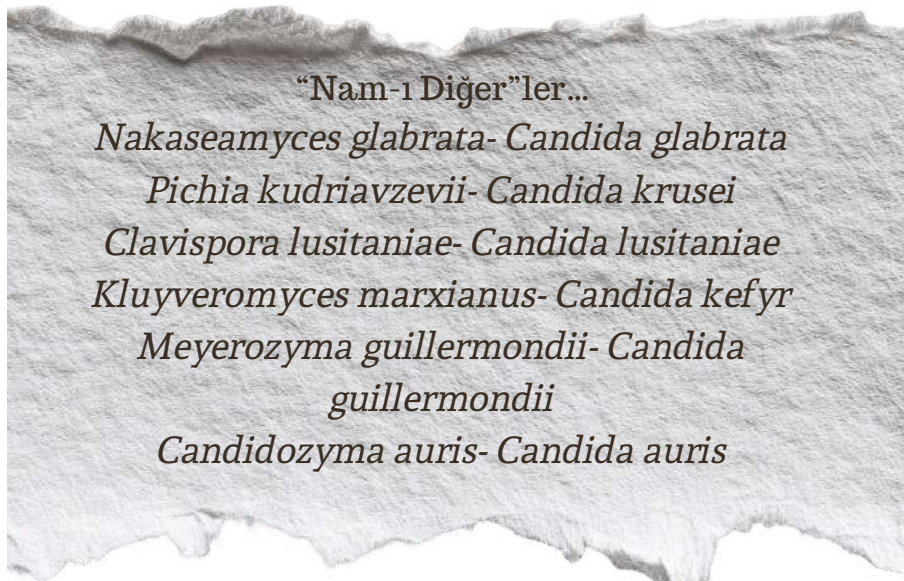 “Nam-ı Diğer”ler...
Nakaseamyces glabrata- Candida glabrata
Pichia kudriavzevii- Candida krusei
Clavispora lusitaniae- Candida lusitaniae
Kluyveromyces marxianus- Candida kefyr
Meyerozyma guillermondii- Candida
guillermondii
Candidozyma auris- Candida auris